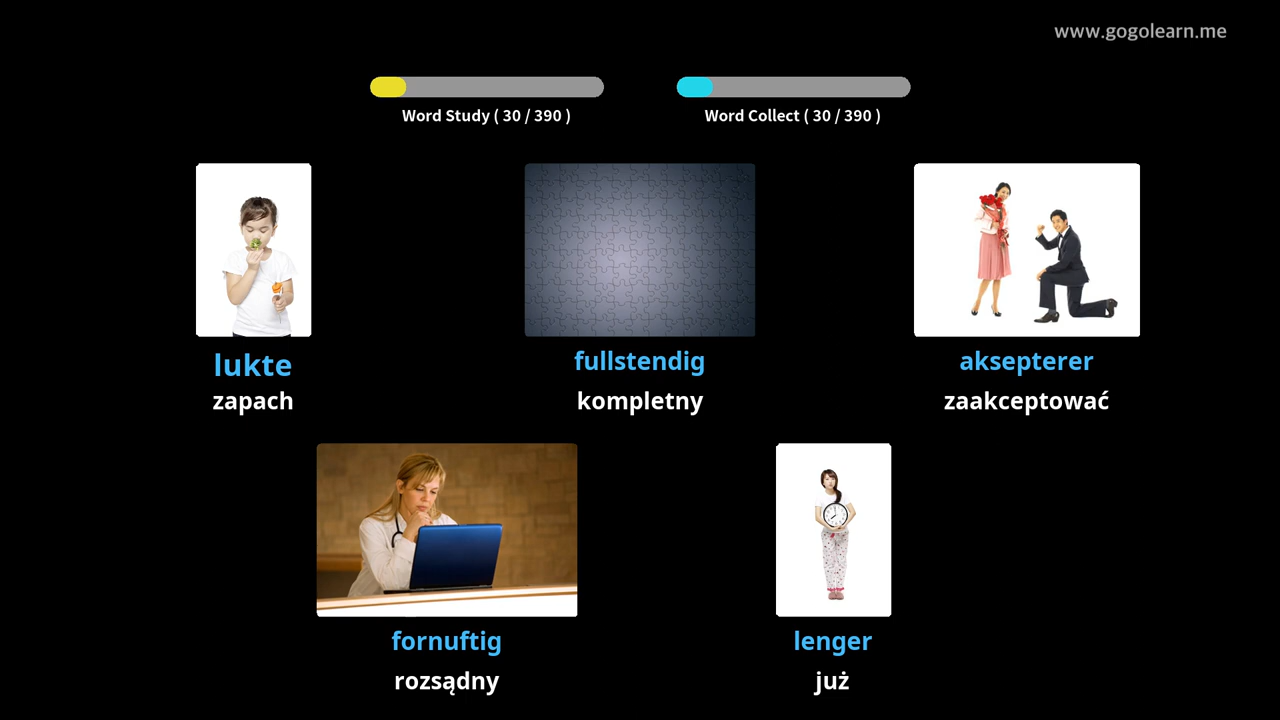 www.gogolearn.me
Word Study ( 30 / 390 )
Word Collect ( 30 / 390 )
lukte
zapach
fullstendig
kompletny
aksepterer
zaakceptować
fornuftig
rozsądny
lenger
już